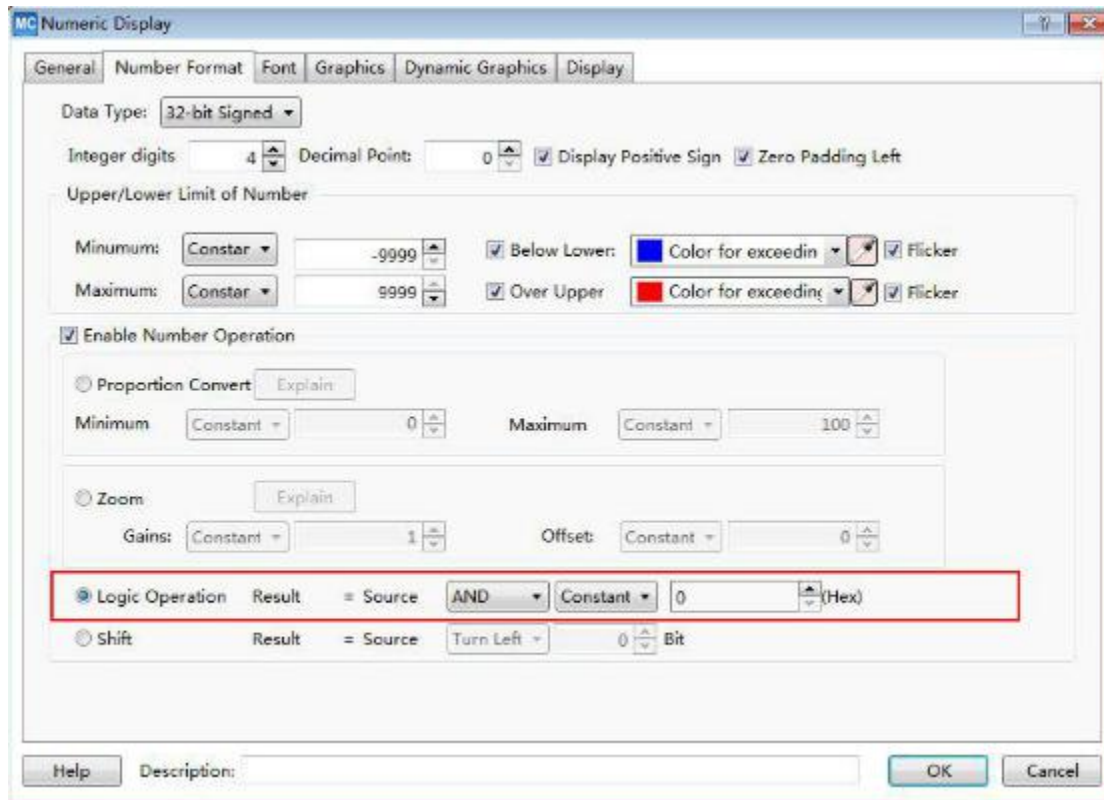 MC Numeric Display
General Number Format Font Graphics Dynamic Graphics Display
Data Type: 32-bit Signed
Integer digits 4 Decimal Point: 0 Display Positive Sign Zero Padding Left
Upper/Lower Limit of Number
Minumum: Constar -9999 Below Lower: Color for exceedin Flicker
Maximum: Constar 9999 Over Upper Color for exceeding Flicker
Enable Number Operation
Proportion Convert Explain
Minimum Constant 0 Maximum Constant 100
Zoom Explain
Gains: Constant 1 Offset: Constant 0
Logic Operation Result = Source AND Constant 0 (Hex)
Shift Result = Source Turn Left 0 Bit
Help Description: OK Cancel